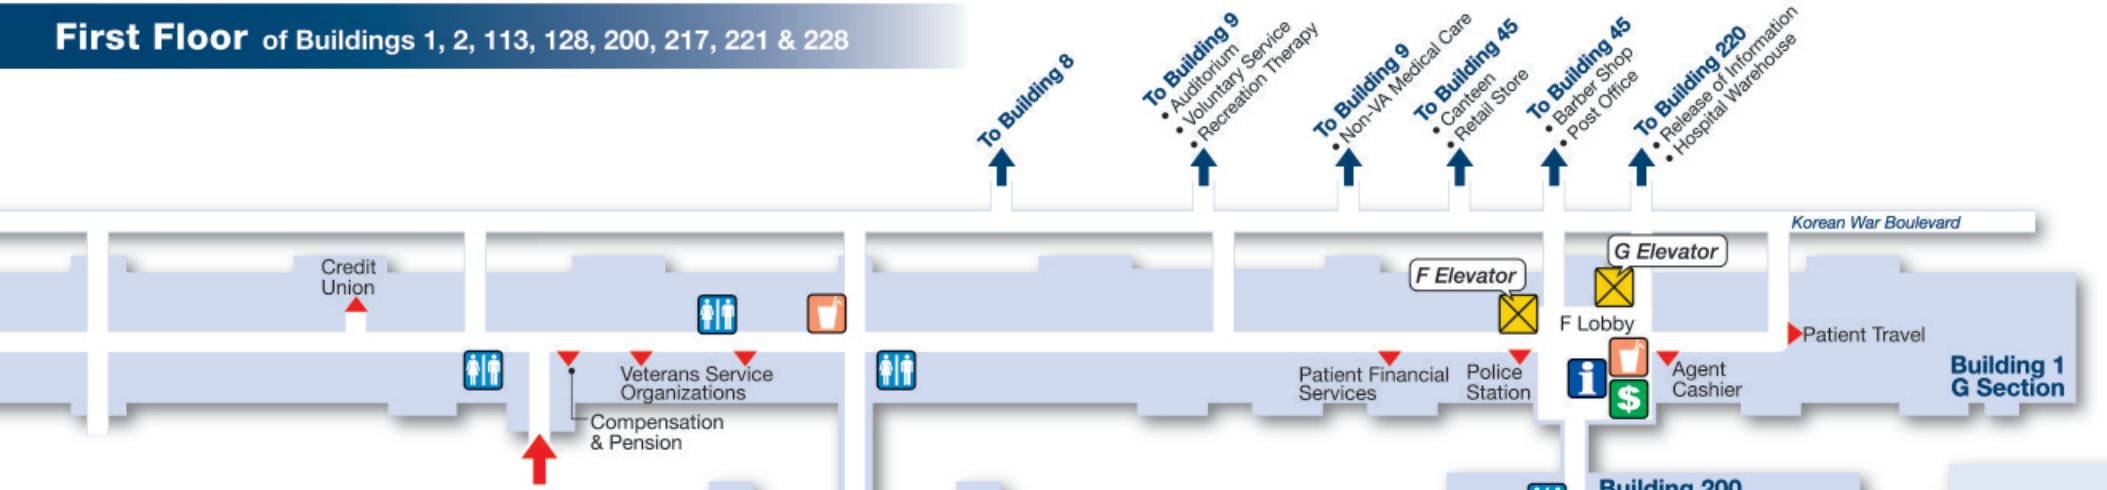 First Floor of Buildings 1, 2, 113, 128, 200, 217, 221 & 228
To Building 8
To Building 9
• Auditorium
• Voluntary Service
• Recreation Therapy
To Building 9
• Non-VA Medical Care
To Building 45
• Canteen
• Retail Store
To Building 45
• Barber Shop
• Post Office
To Building 220
• Release of Information
• Hospital Warehouse
Korean War Boulevard
G Elevator
F Elevator
Credit
Union
F Lobby
Patient Travel
Veterans Service
Organizations
Compensation
& Pension
Patient Financial
Services
Police
Station
i
$
Agent
Cashier
Building 1
G Section
Building 200